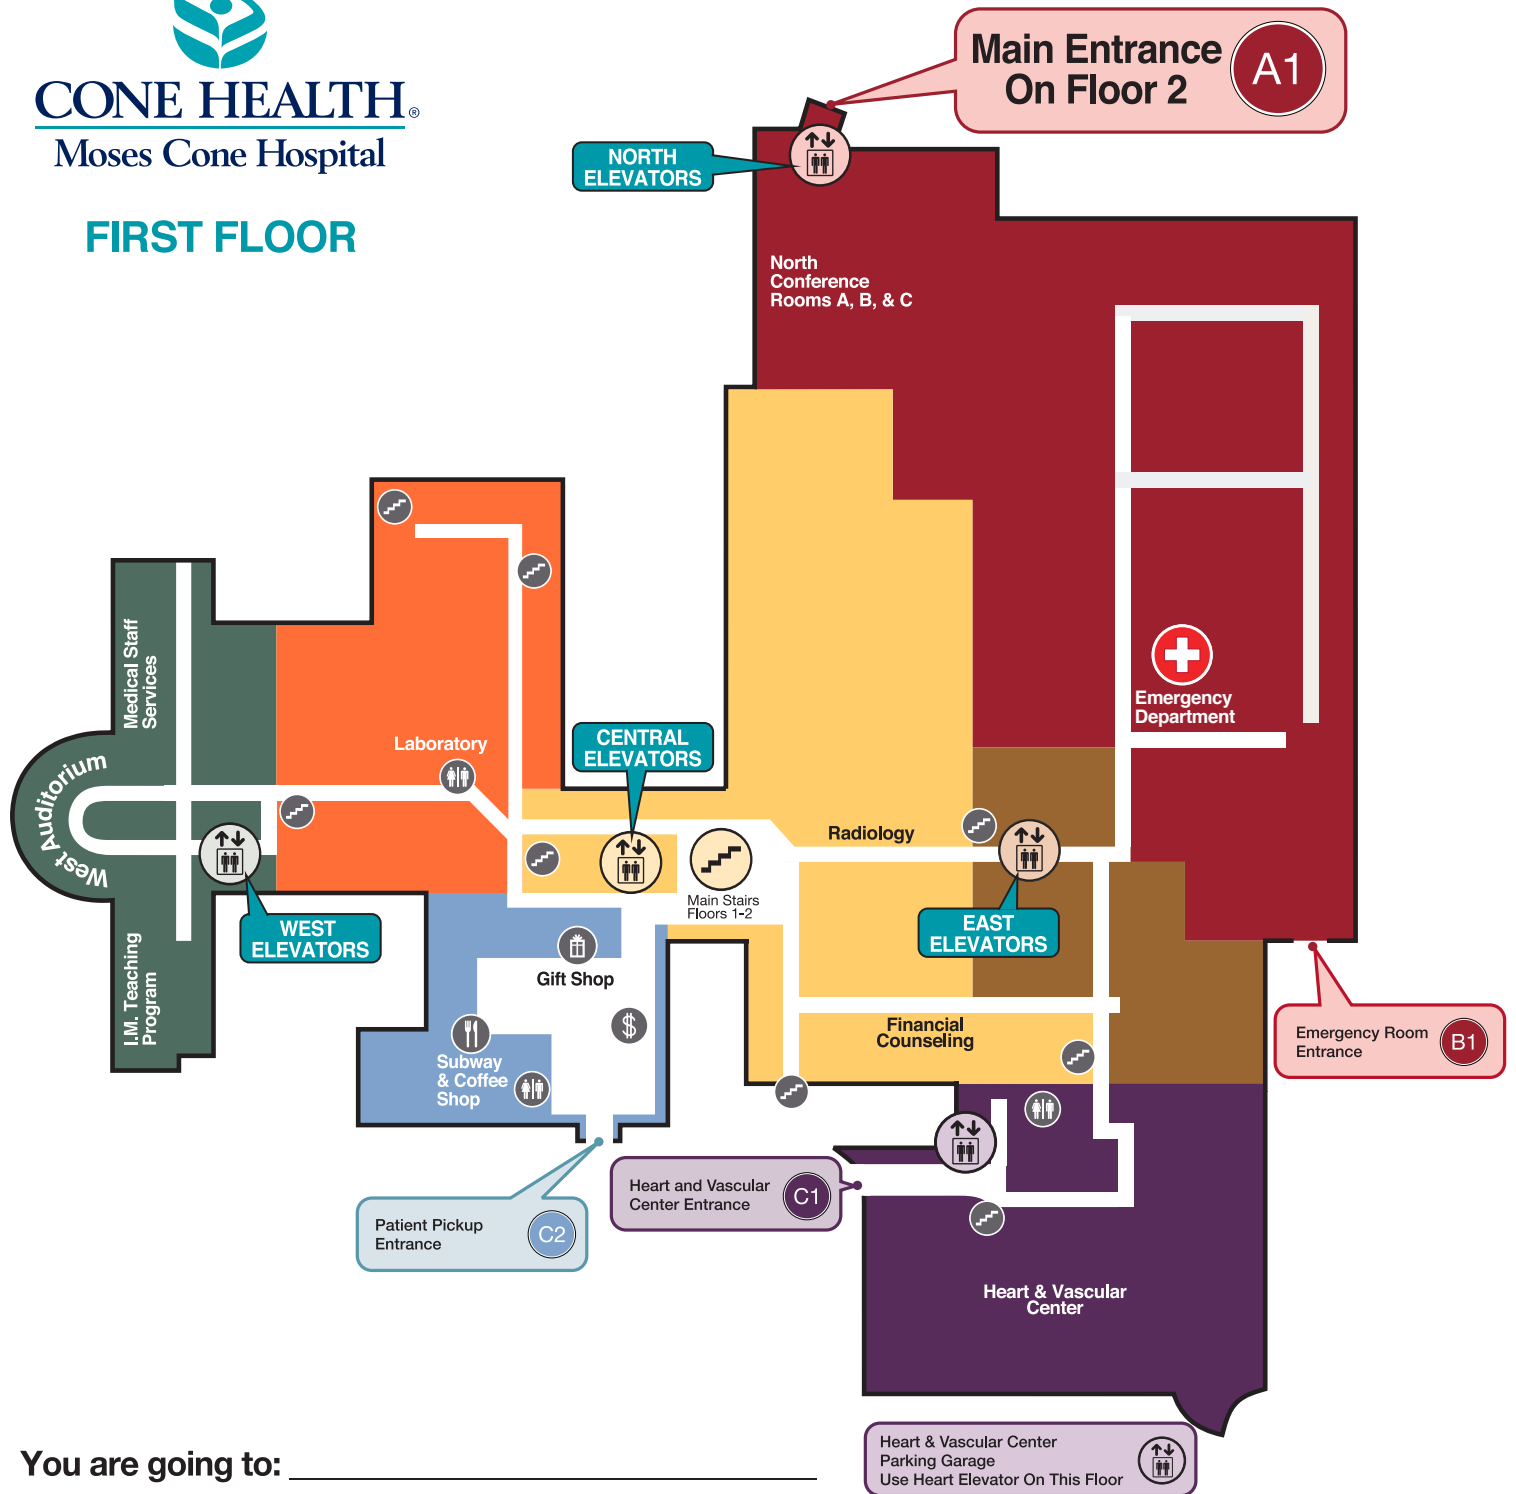 CONE HEALTH®
Moses Cone Hospital
FIRST FLOOR
Main Entrance
On Floor 2
A1
NORTH
ELEVATORS
North
Conference
Rooms A, B, & C
Medical Staff
Services
West Auditorium
I.M. Teaching
Program
Laboratory
CENTRAL
ELEVATORS
WEST
ELEVATORS
Main Stairs
Floors 1-2
Radiology
EAST
ELEVATORS
Emergency
Department
Gift Shop
$
Subway
& Coffee
Shop
Financial
Counseling
Emergency Room
Entrance
B1
Heart and Vascular
Center Entrance
C1
Patient Pickup
Entrance
C2
Heart & Vascular
Center
Heart & Vascular Center
Parking Garage
Use Heart Elevator On This Floor
You are going to: